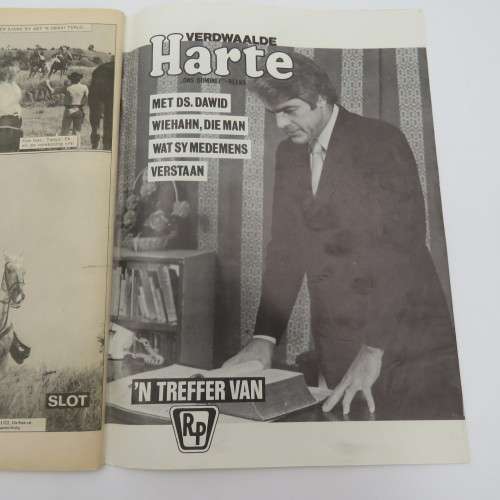 VERDWAALDE
Harte
MET DS. DAWID
WIEHAHN, DIE MAN
WAT SY MEDEMENS
VERSTAAN
'N TREFFER VAN
RP
SLOT